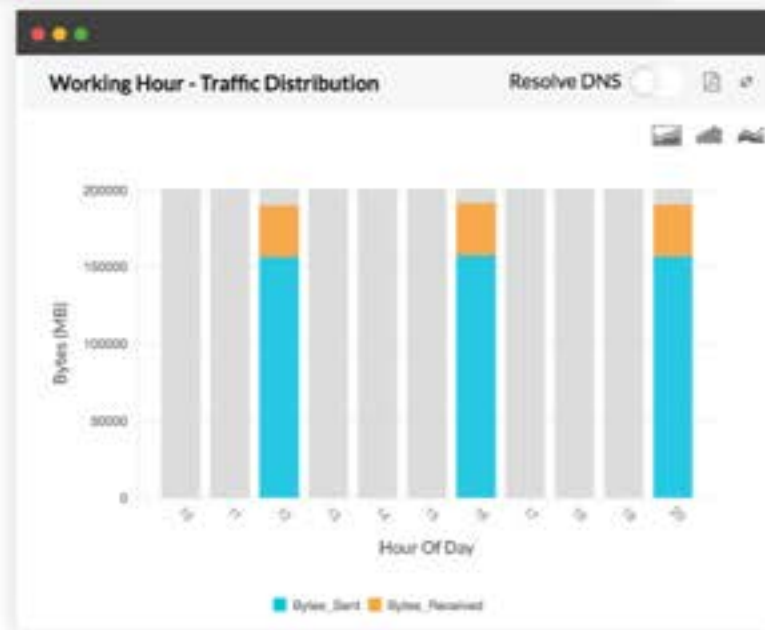 Working Hour - Traffic Distribution
Resolve DNS
200000
150000
100000
50000
0
Bytes (MB)
Hour Of Day
Bytes_Sent
Bytes_Received